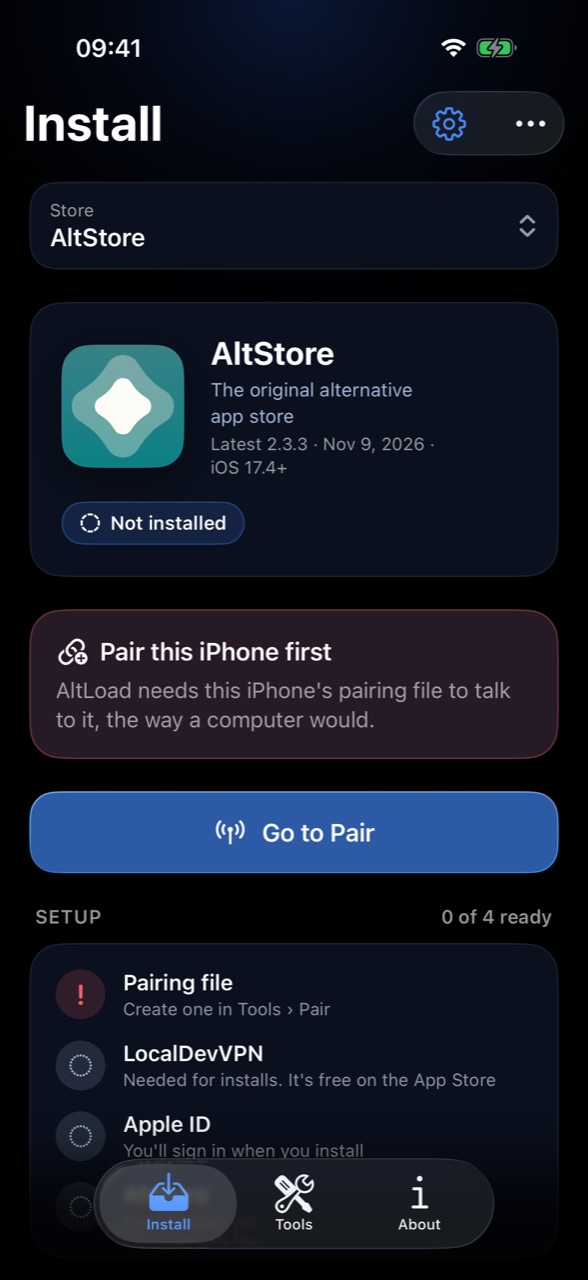 09:41
Install
Store
AltStore
AltStore
The original alternative
app store
Latest 2.3.3 · Nov 9, 2026 ·
iOS 17.4+
Not installed
Pair this iPhone first
AltLoad needs this iPhone's pairing file to talk
to it, the way a computer would.
Go to Pair
SETUP
0 of 4 ready
Pairing file
Create one in Tools › Pair
LocalDevVPN
Needed for installs. It's free on the App Store
Apple ID
You'll sign in when you install
Install
Tools
About